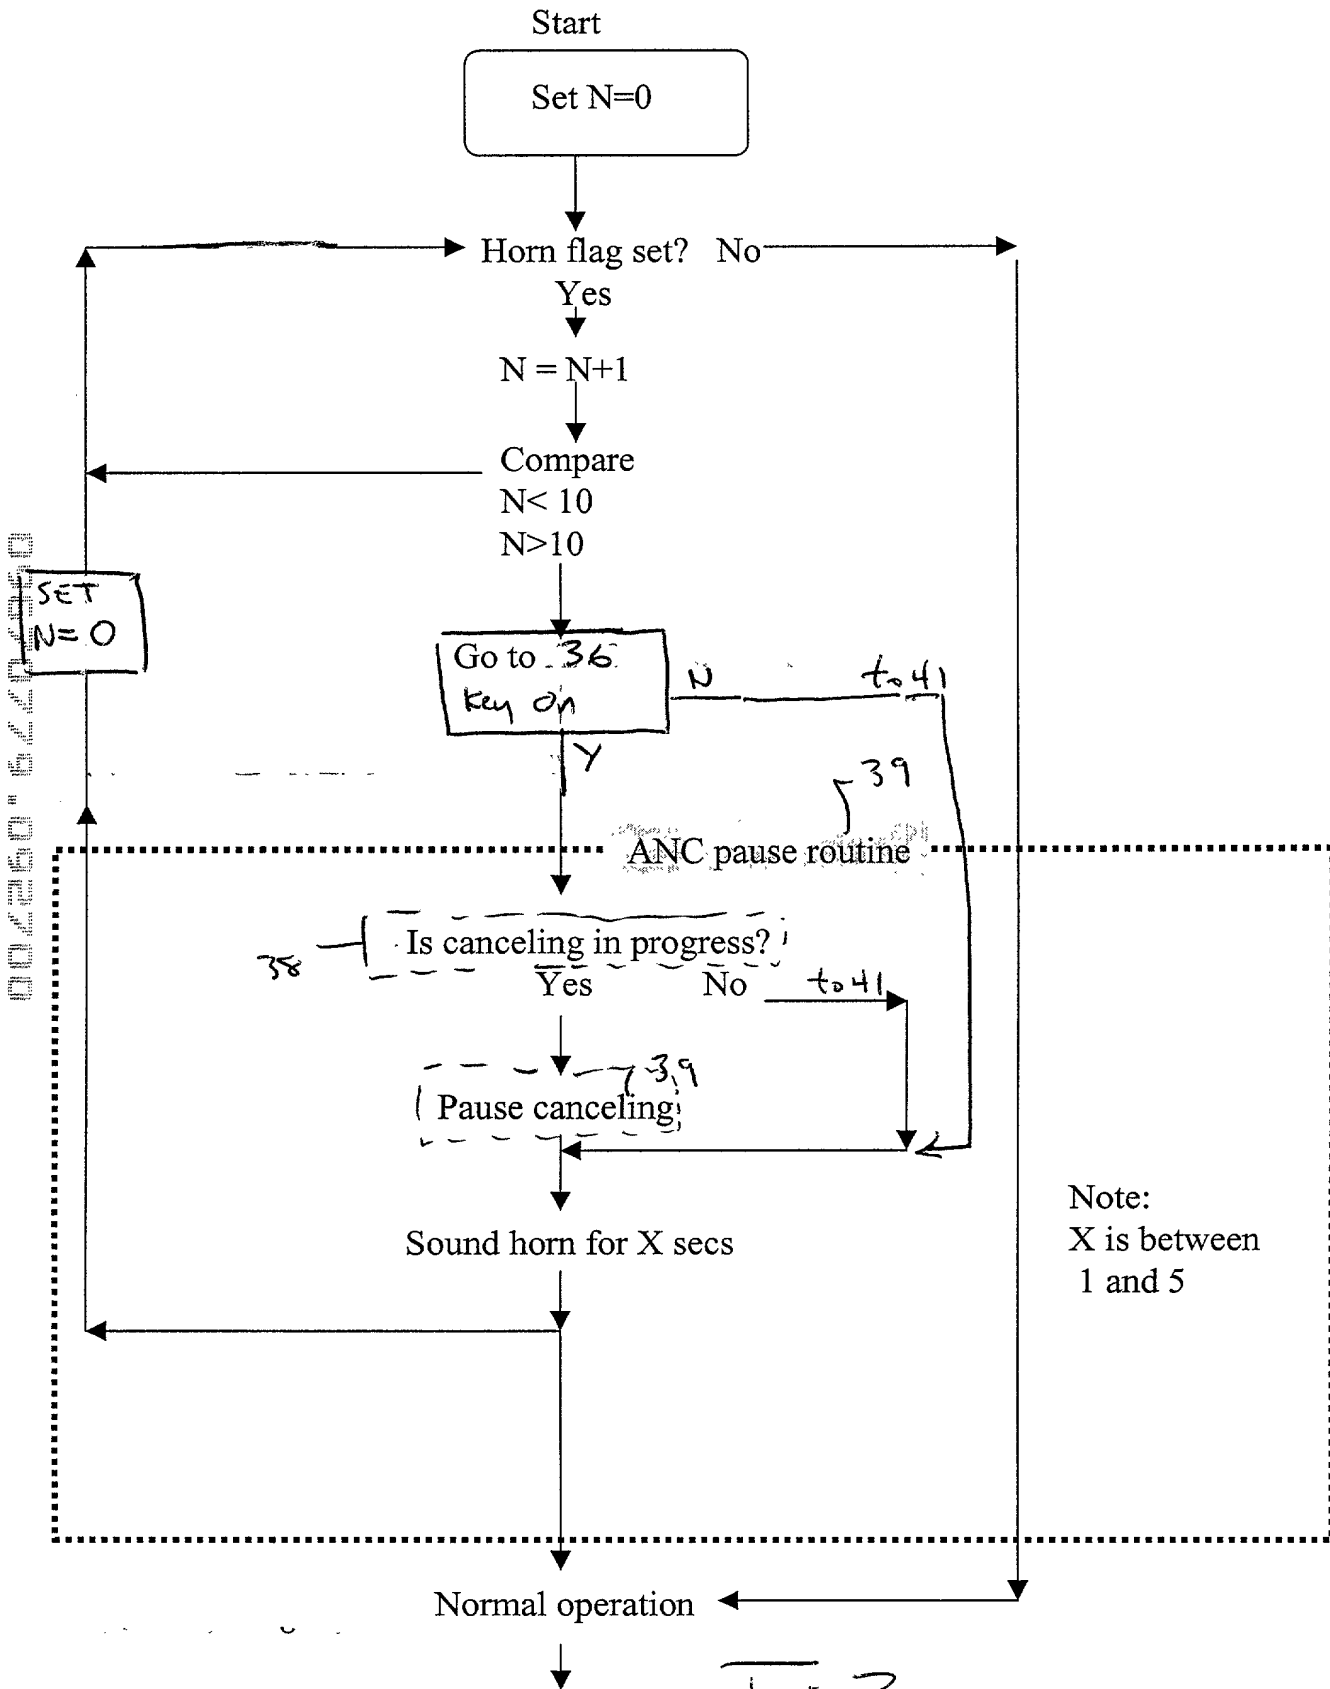 Start
Set N=0
Horn flag set? No
Yes
N = N+1
Compare
N< 10
N>10
SET
N= 0
Go to 36
Key On
N
to 41
Y
39
ANC pause routine
Is canceling in progress?
38
Yes No
to 41
39
Pause canceling
Sound horn for X secs
Note:
X is between
1 and 5
Normal operation